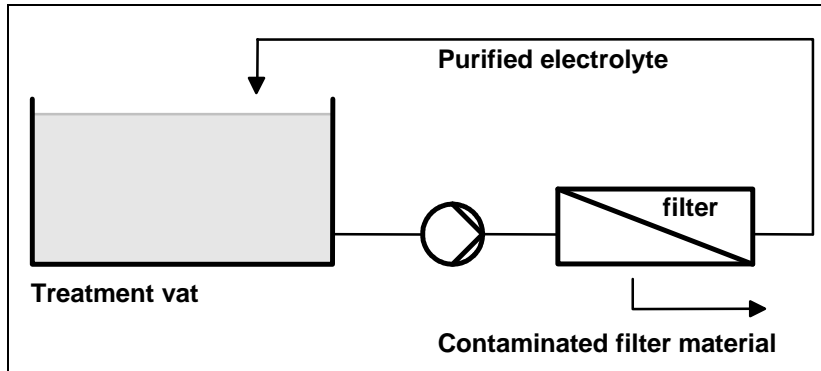 Purified electrolyte
filter
Treatment vat
Contaminated filter material